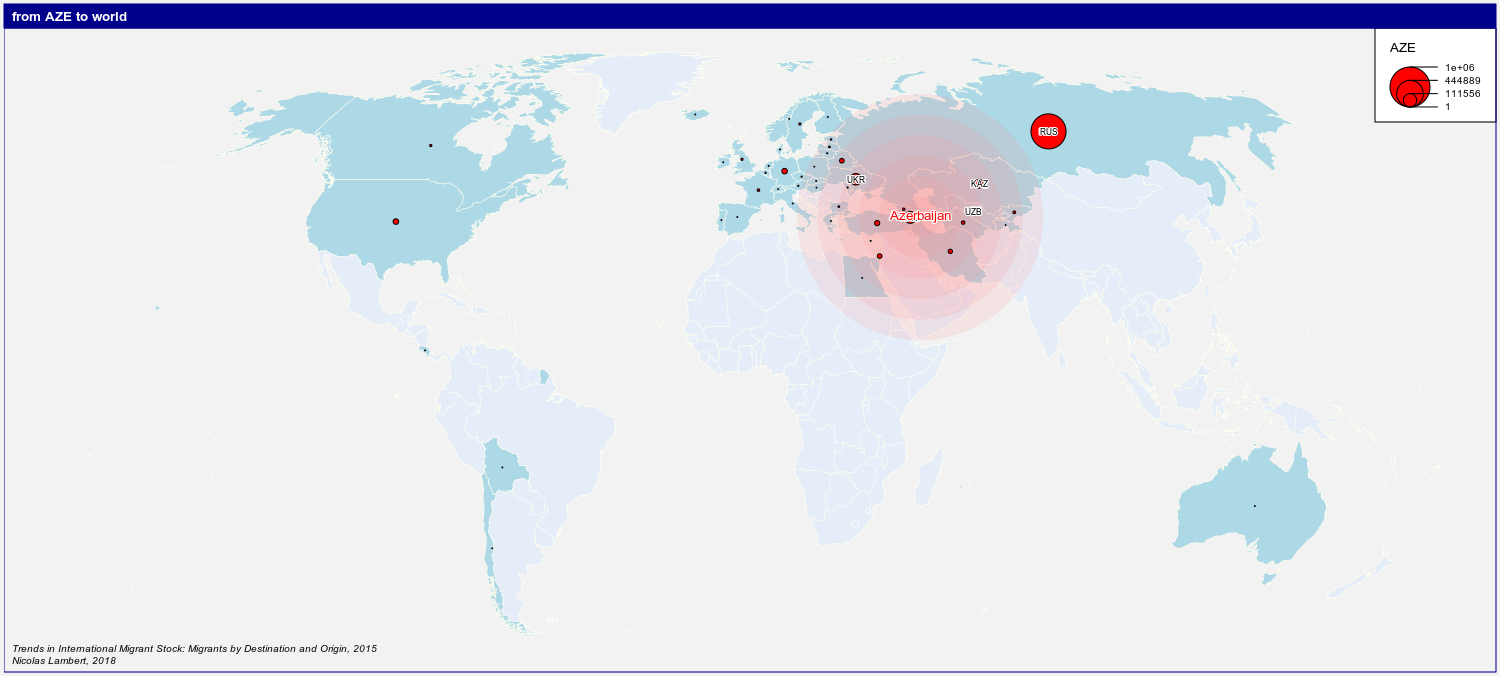 from AZE to world
AZE
1e+06
444889
111556
1
RUS
UKR
KAZ
UZB
Azerbaijan
Trends in International Migrant Stock: Migrants by Destination and Origin, 2015
Nicolas Lambert, 2018